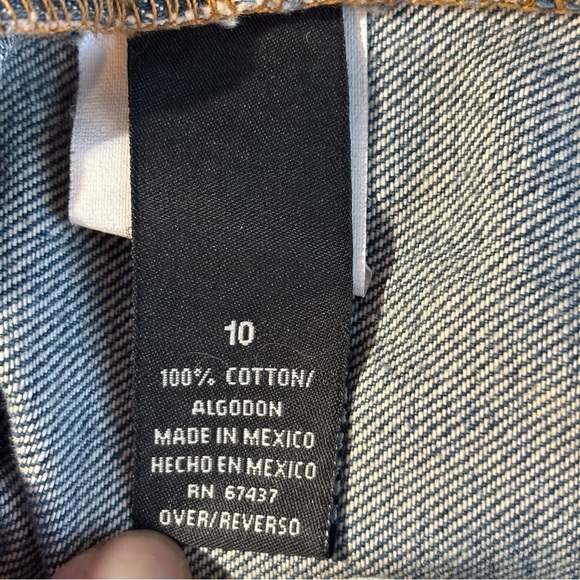 10
100% COTTON/
ALGODON
MADE IN MEXICO
HECHO EN MEXICO
RN 67437
OVER/REVERSO